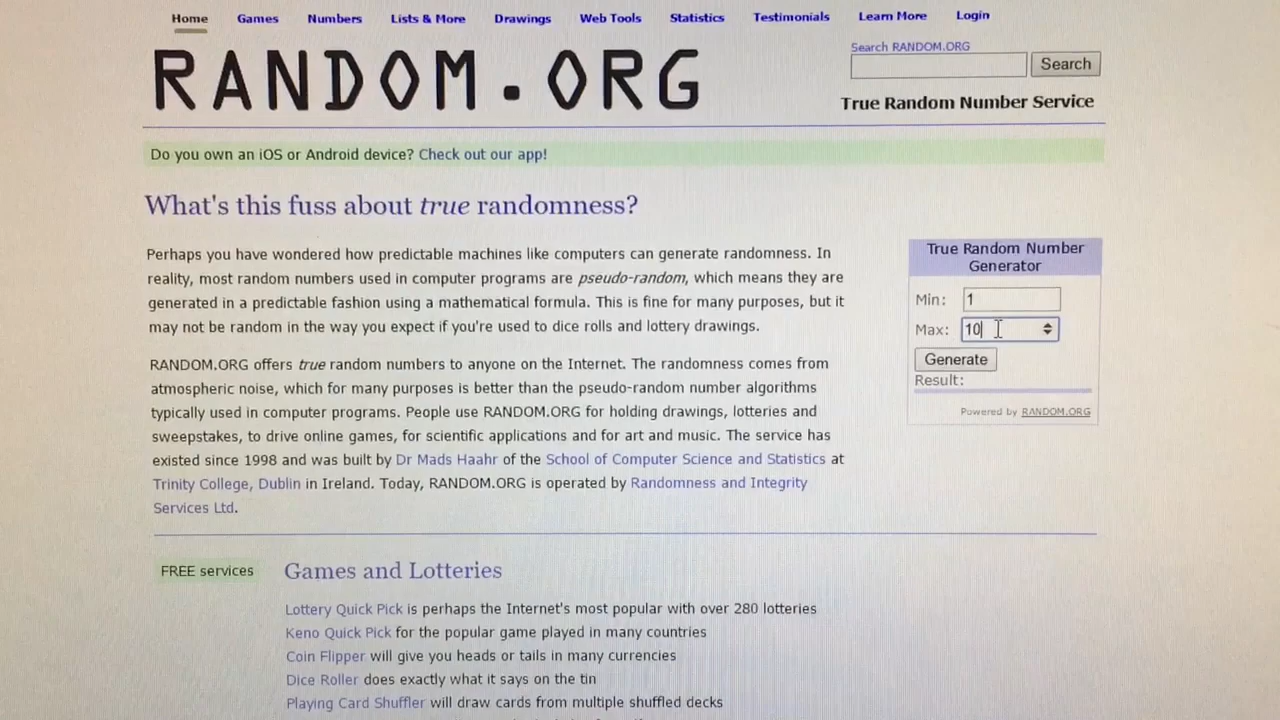 Home Games Numbers Lists & More Drawings Web Tools Statistics Testimonials Learn More Login
RANDOM.ORG
Search RANDOM.ORG
Search
True Random Number Service
Do you own an iOS or Android device? Check out our app!
What's this fuss about true randomness?
Perhaps you have wondered how predictable machines like computers can generate randomness. In
reality, most random numbers used in computer programs are pseudo-random, which means they are
generated in a predictable fashion using a mathematical formula. This is fine for many purposes, but it
may not be random in the way you expect if you're used to dice rolls and lottery drawings.
RANDOM.ORG offers true random numbers to anyone on the Internet. The randomness comes from
atmospheric noise, which for many purposes is better than the pseudo-random number algorithms
typically used in computer programs. People use RANDOM.ORG for holding drawings, lotteries and
sweepstakes, to drive online games, for scientific applications and for art and music. The service has
existed since 1998 and was built by Dr Mads Haahr of the School of Computer Science and Statistics at
Trinity College, Dublin in Ireland. Today, RANDOM.ORG is operated by Randomness and Integrity
Services Ltd.
True Random Number
Generator
Min: 1
Max: 10
Generate
Result:
Powered by RANDOM.ORG
FREE services
Games and Lotteries
Lottery Quick Pick is perhaps the Internet's most popular with over 280 lotteries
Keno Quick Pick for the popular game played in many countries
Coin Flipper will give you heads or tails in many currencies
Dice Roller does exactly what it says on the tin
Playing Card Shuffler will draw cards from multiple shuffled decks